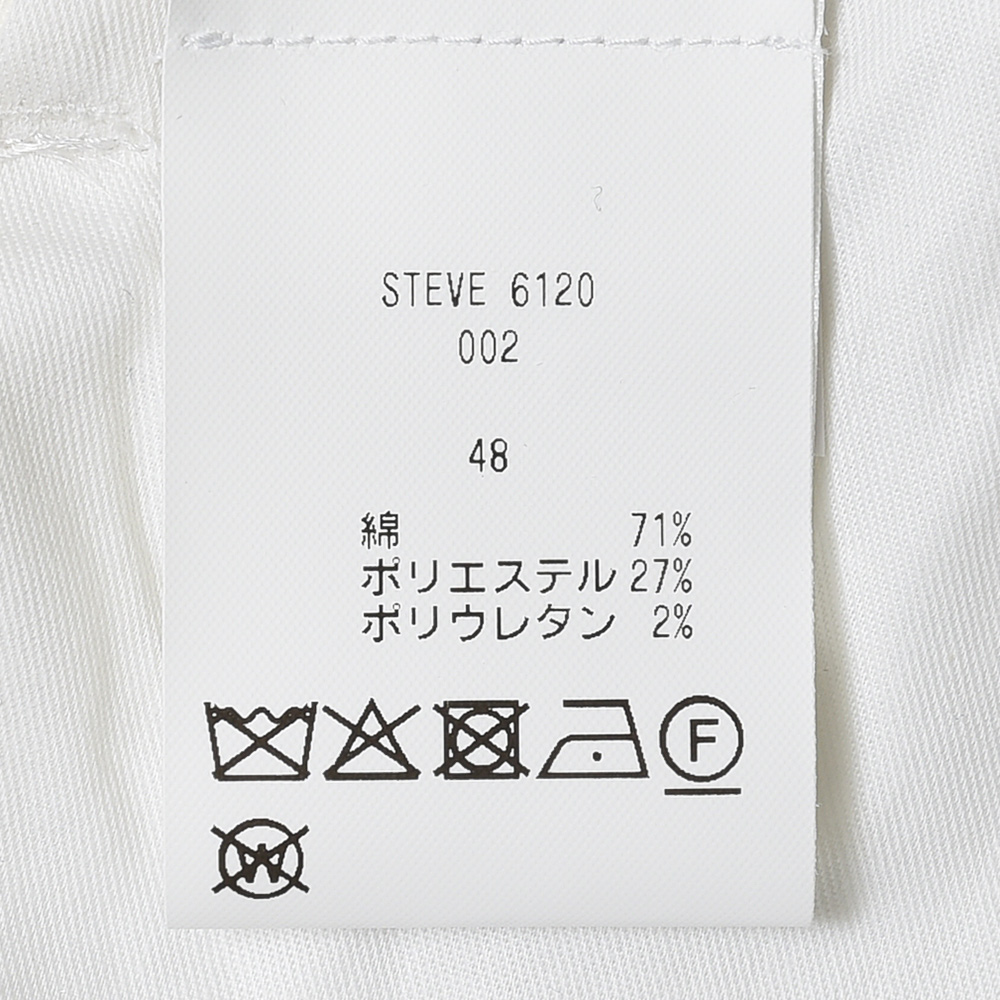 STEVE 6120
002
48
綿 71%
ポリエステル 27%
ポリウレタン 2%
F
W